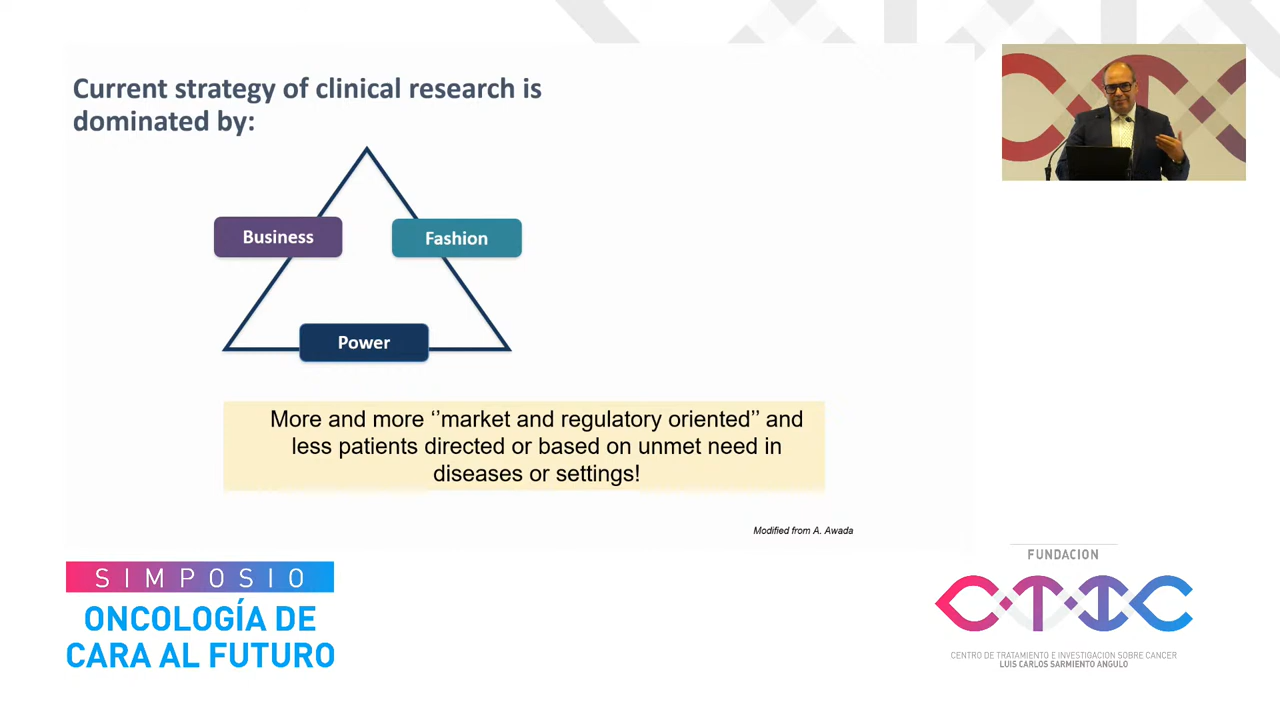 Current strategy of clinical research is
dominated by:
Business
Fashion
Power
More and more ‘’market and regulatory oriented’’ and
less patients directed or based on unmet need in
diseases or settings!
Modified from A. Awada
SIMPOSIO
ONCOLOGÍA DE
CARA AL FUTURO
FUNDACION
CTIC
CENTRO DE TRATAMIENTO E INVESTIGACION SOBRE CANCER
LUIS CARLOS SARMIENTO ANGULO